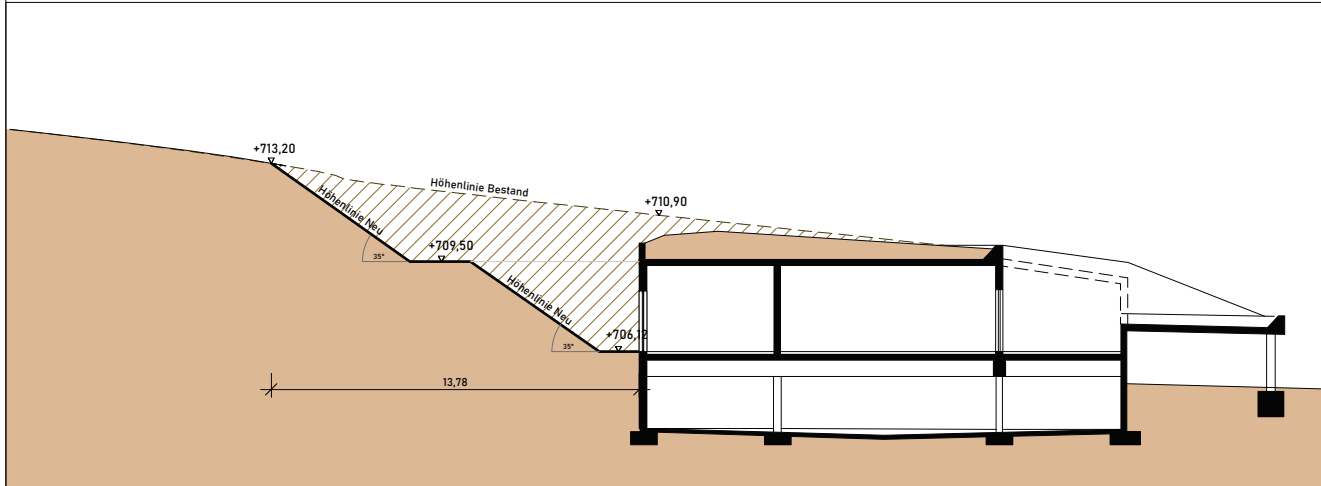 +713,20
Höhenlinie Bestand
+710,90
Höhenlinie Neu
+709,50
35°
Höhenlinie Neu
+706,12
35°
13,78